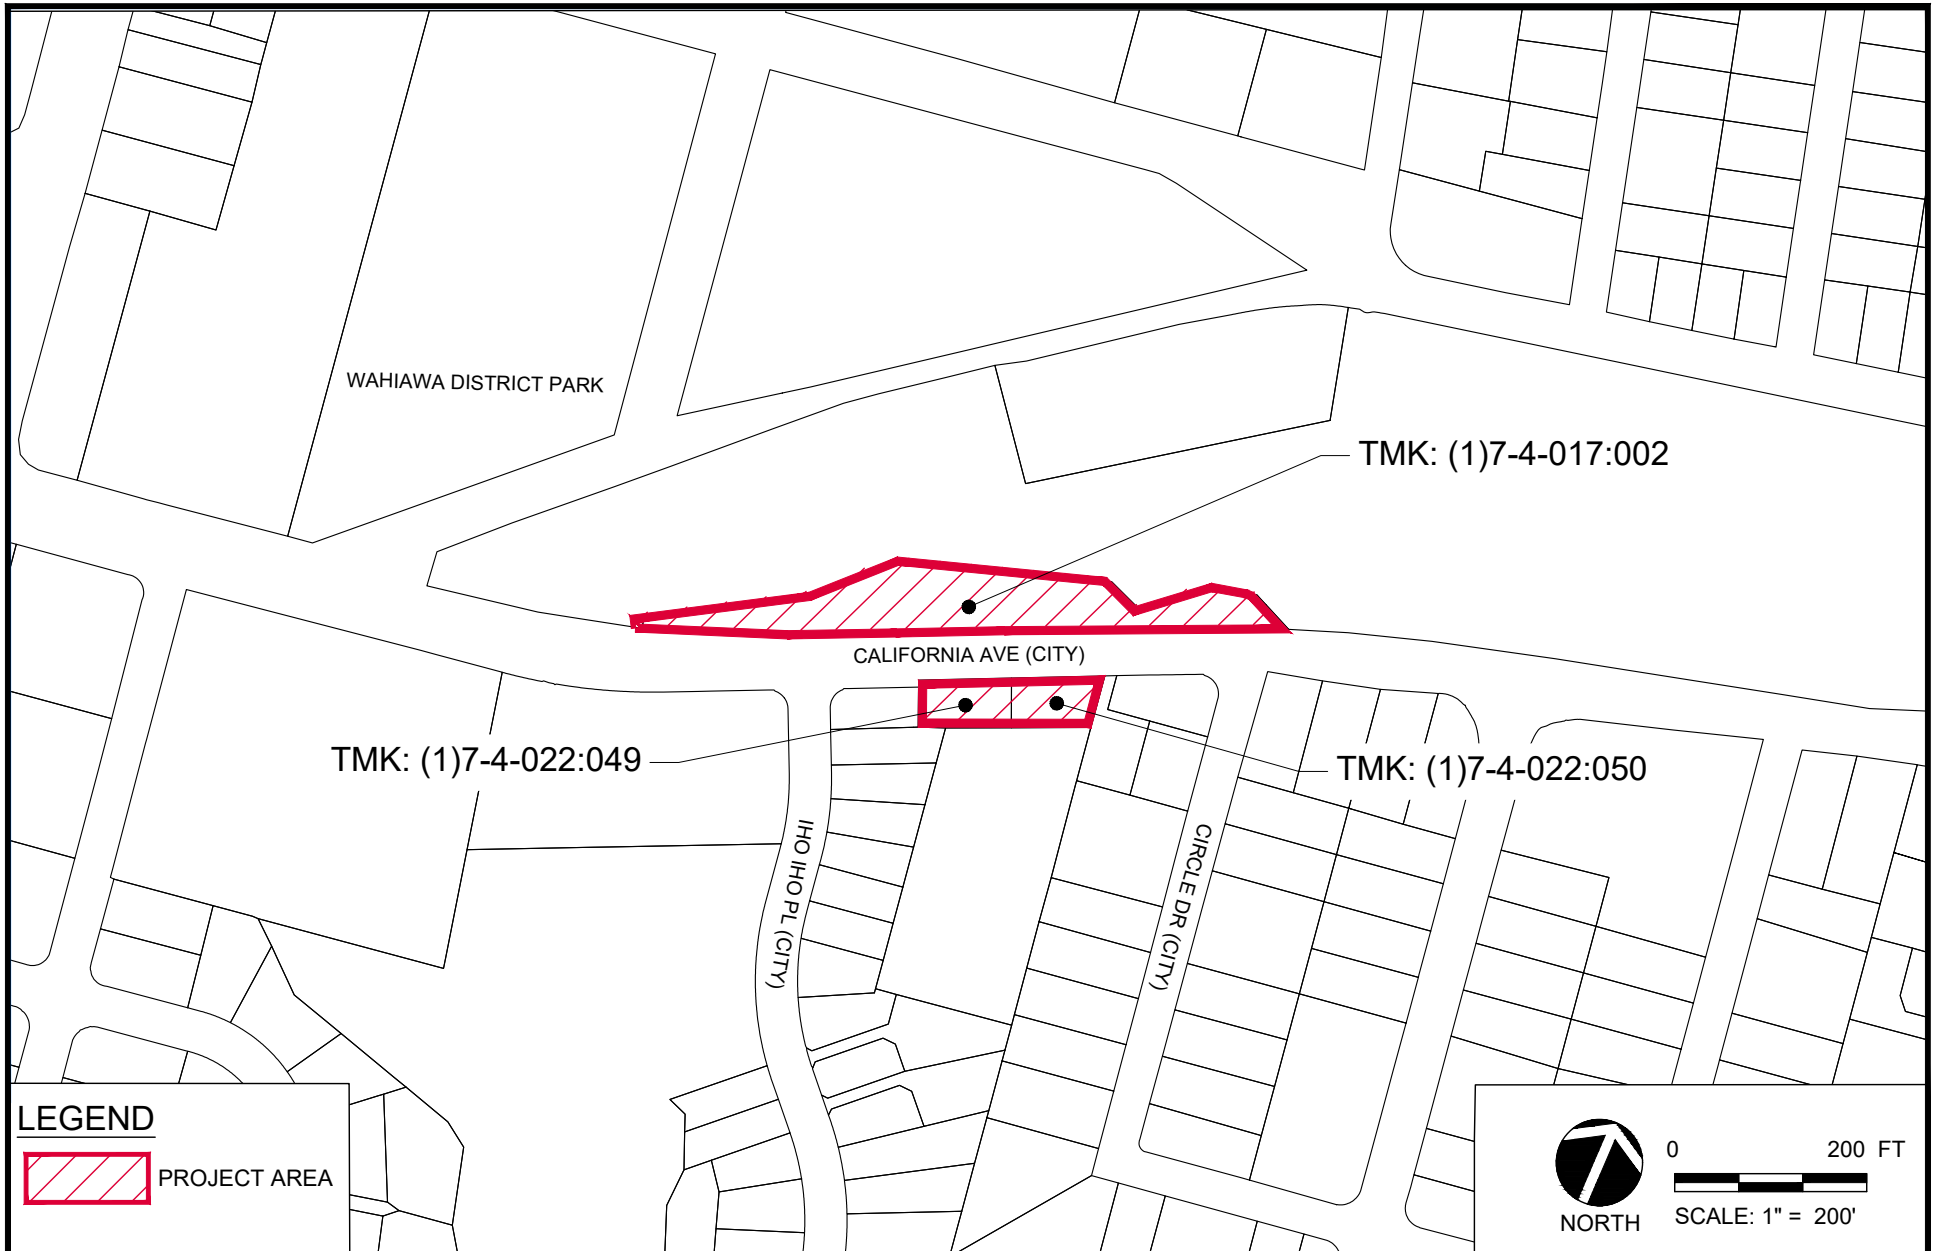 WAHIAWA DISTRICT PARK
TMK: (1)7-4-017:002
CALIFORNIA AVE (CITY)
TMK: (1)7-4-022:049
TMK: (1)7-4-022:050
IHO IHO PL (CITY)
CIRCLE DR (CITY)
LEGEND
PROJECT AREA
0 200 FT
NORTH
SCALE: 1" = 200'